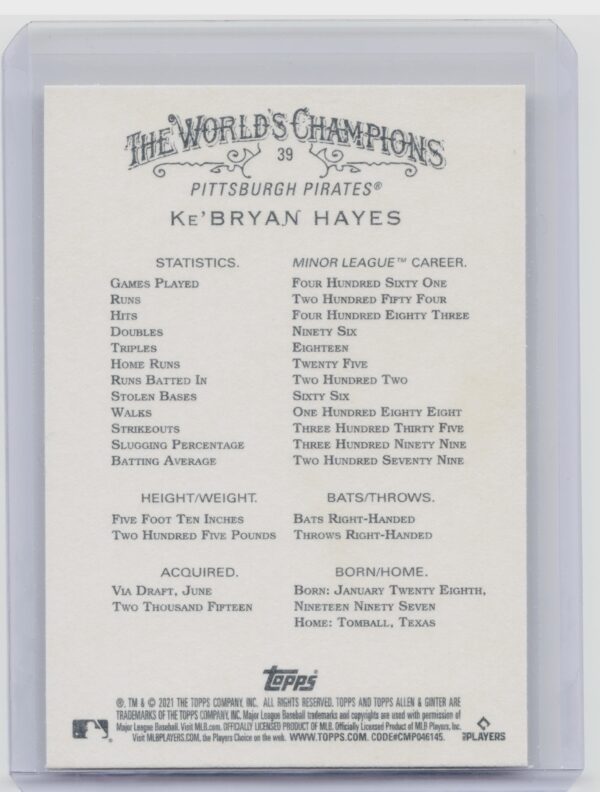 THE WORLD'S CHAMPIONS
39
PITTSBURGH PIRATES®
KE'BRYAN HAYES
STATISTICS. MINOR LEAGUE™ CAREER.
GAMES PLAYED FOUR HUNDRED SIXTY ONE
RUNS TWO HUNDRED FIFTY FOUR
HITS FOUR HUNDRED EIGHTY THREE
DOUBLES NINETY SIX
TRIPLES EIGHTEEN
HOME RUNS TWENTY FIVE
RUNS BATTED IN TWO HUNDRED TWO
STOLEN BASES SIXTY SIX
WALKS ONE HUNDRED EIGHTY EIGHT
STRIKEOUTS THREE HUNDRED THIRTY FIVE
SLUGGING PERCENTAGE THREE HUNDRED NINETY NINE
BATTING AVERAGE TWO HUNDRED SEVENTY NINE
HEIGHT/WEIGHT. BATS/THROWS.
FIVE FOOT TEN INCHES BATS RIGHT-HANDED
TWO HUNDRED FIVE POUNDS THROWS RIGHT-HANDED
ACQUIRED. BORN/HOME.
VIA DRAFT, JUNE BORN: JANUARY TWENTY EIGHTH,
TWO THOUSAND FIFTEEN NINETEEN NINETY SEVEN
HOME: TOMBALL, TEXAS
Topps®
®, TM & © 2021 THE TOPPS COMPANY, INC. ALL RIGHTS RESERVED. TOPPS AND TOPPS ALLEN & GINTER ARE
TRADEMARKS OF THE TOPPS COMPANY, INC. Major League Baseball trademarks and copyrights are used with permission of
Major League Baseball. Visit MLB.com. OFFICIALLY LICENSED PRODUCT OF MLB. Officially Licensed Product of MLB Players, Inc.
Visit MLBPLAYERS.COM, the Players Choice on the web. WWW.TOPPS.COM. CODE#CMP046145.
PLAYERS